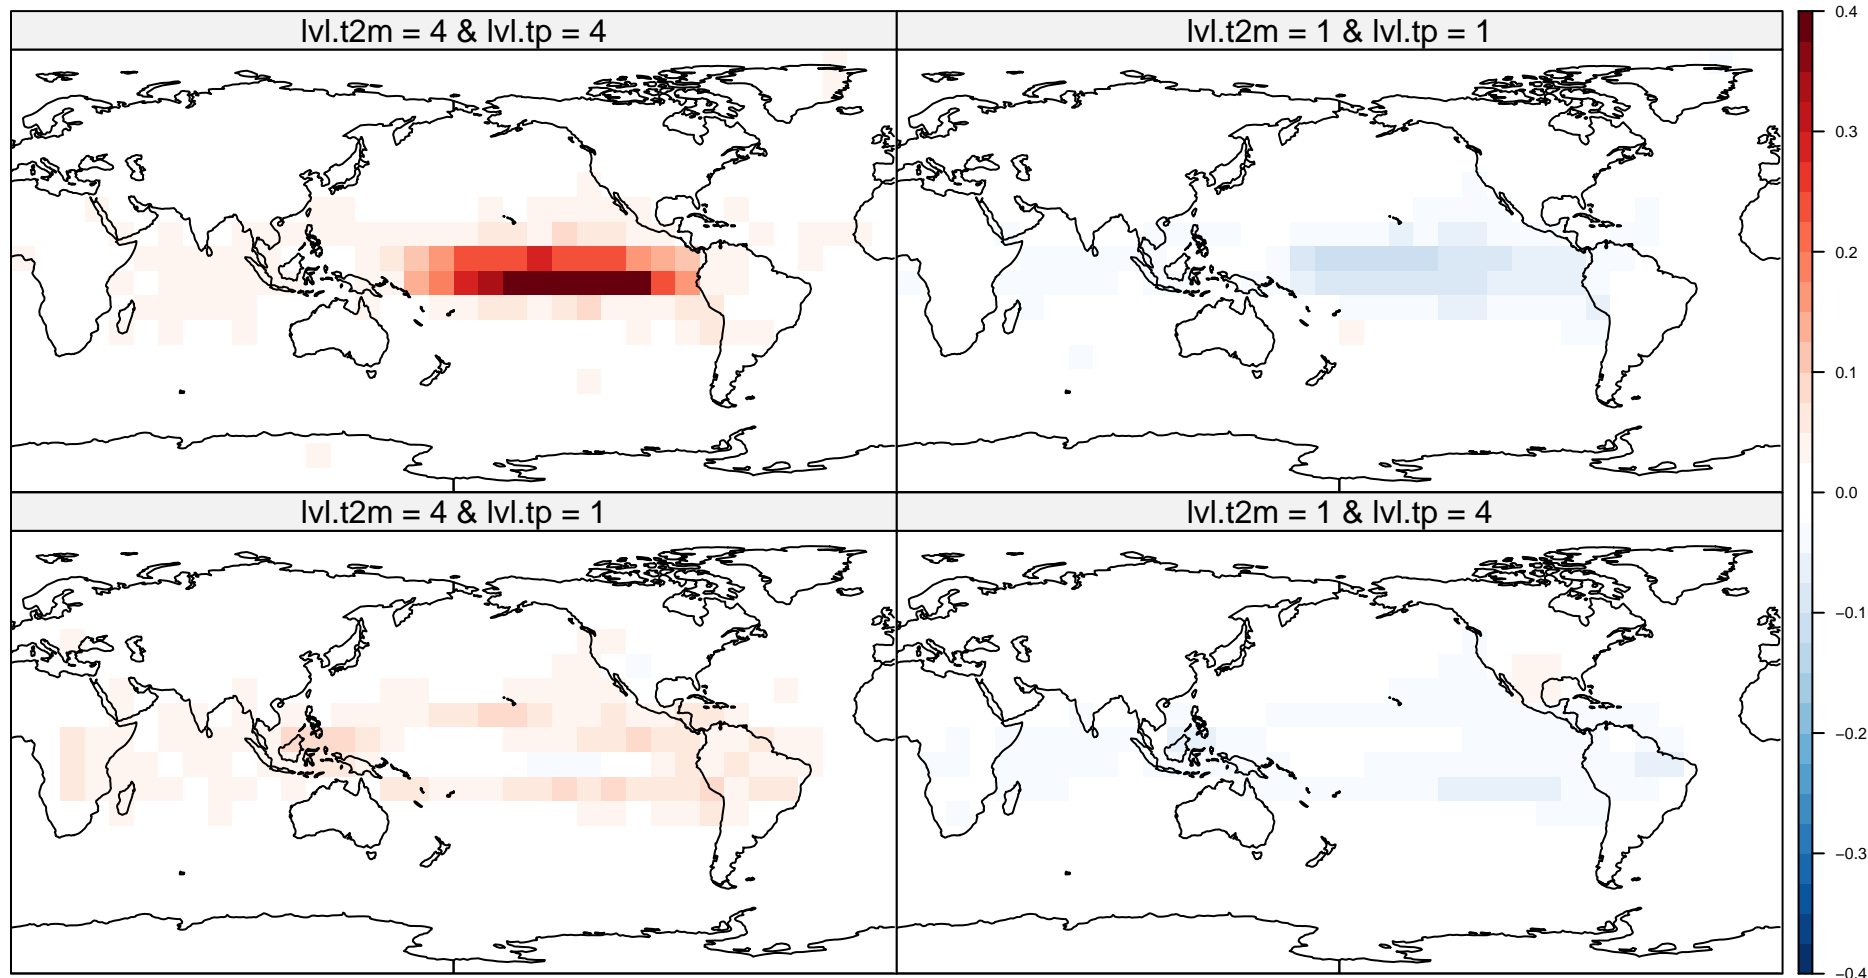 lvl.t2m = 4 & lvl.tp = 4
lvl.t2m = 1 & lvl.tp = 1
lvl.t2m = 4 & lvl.tp = 1
lvl.t2m = 1 & lvl.tp = 4
0.4
0.3
0.2
0.1
0.0
−0.1
−0.2
−0.3
−0.4